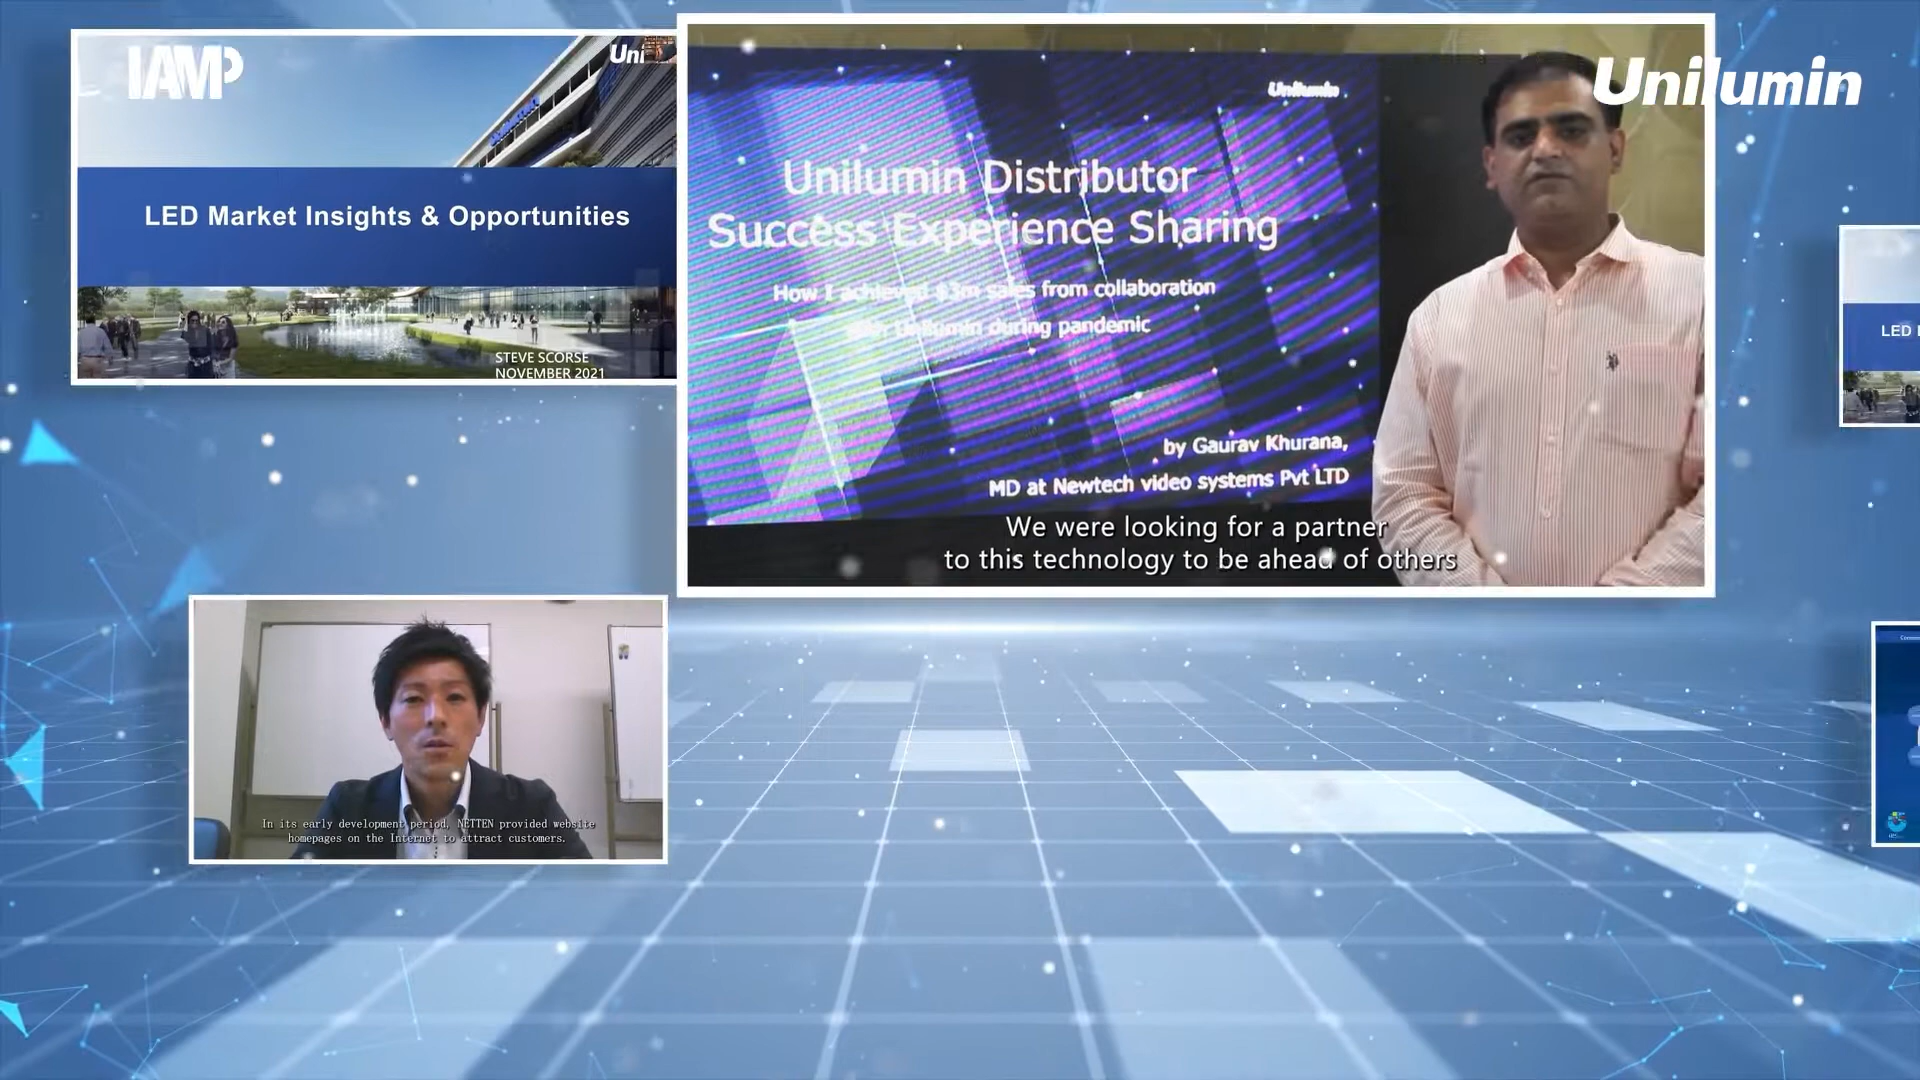 IAMP
Uni
LED Market Insights & Opportunities
STEVE SCORSE
NOVEMBER 2021
Unilumin
Unilumin
Unilumin Distributor
Success Experience Sharing
How I achieved $3m sales from collaboration
with Unilumin during pandemic
by Gaurav Khurana,
MD at Newtech video systems Pvt LTD
We were looking for a partner
to this technology to be ahead of others
LED
In its early development period, NETTEN provided website
homepages on the Internet to attract customers.